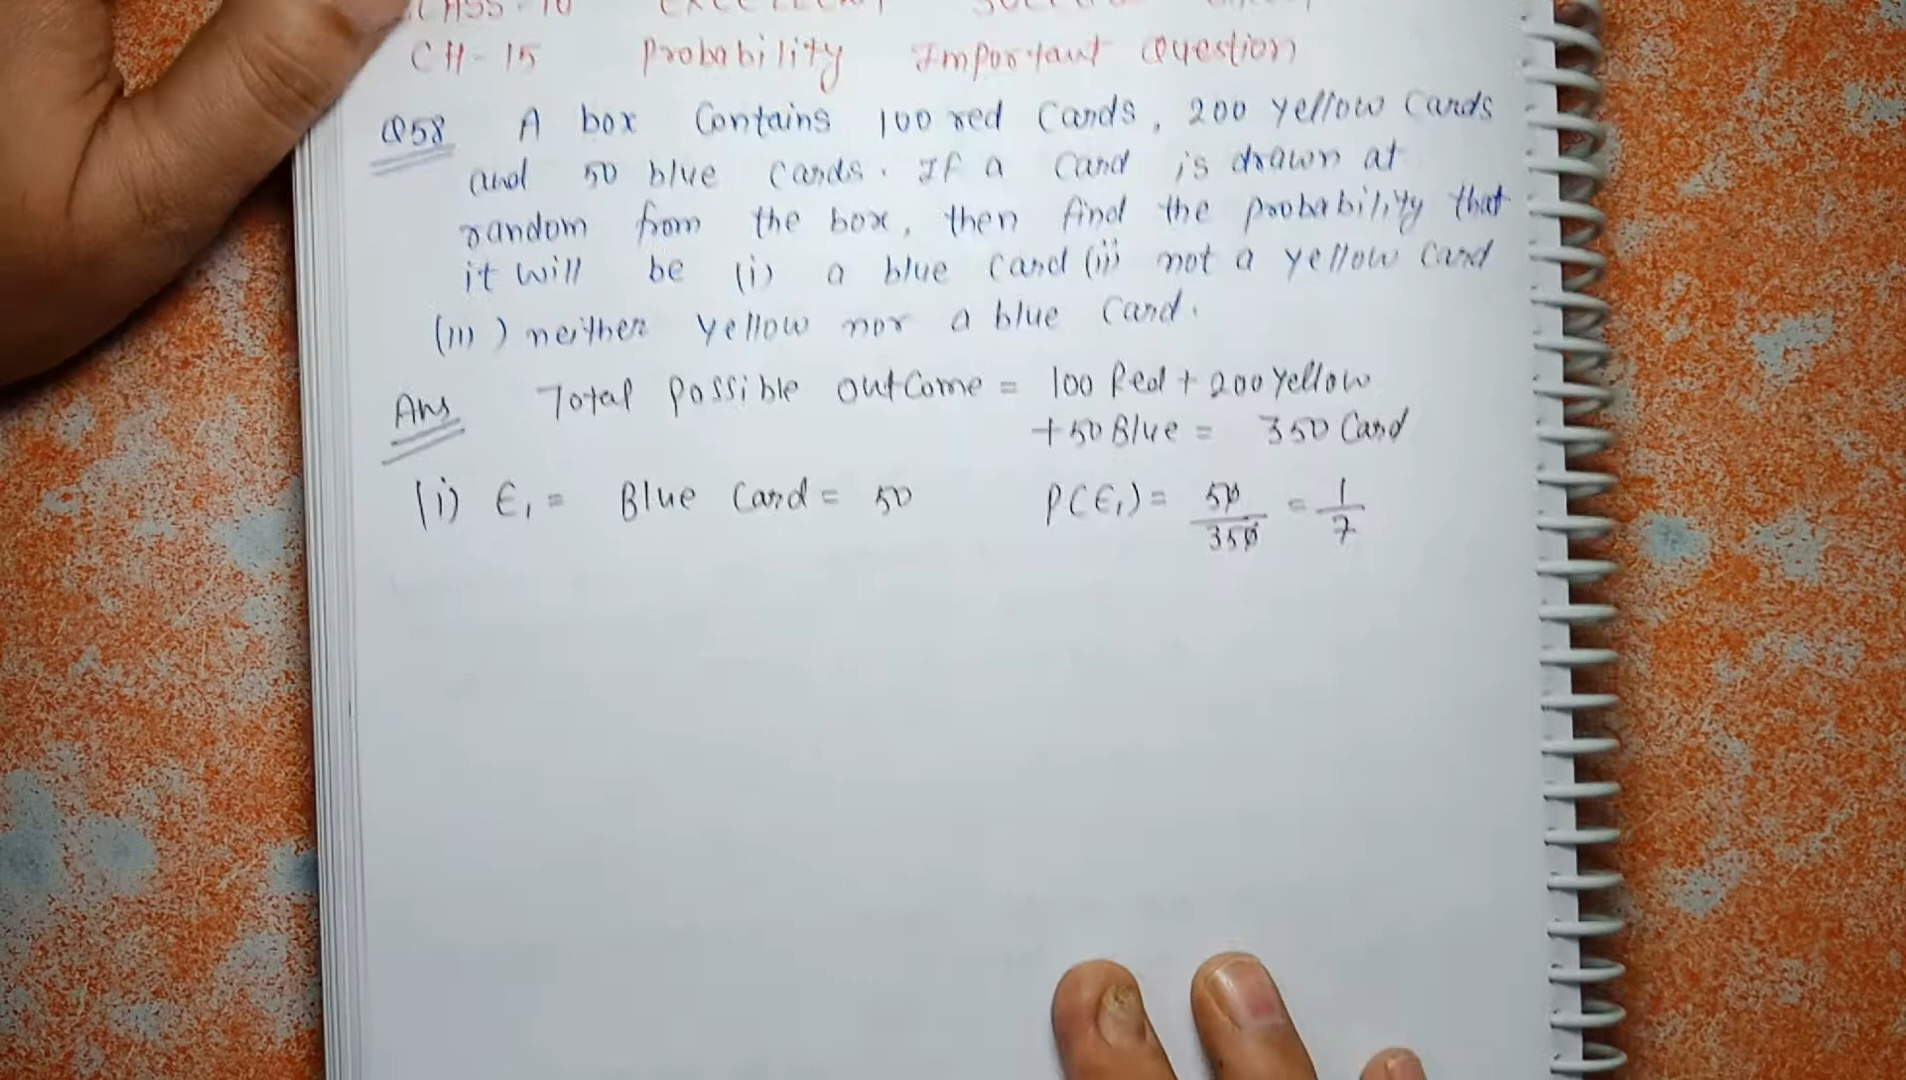 CH-15 Probability Important Question
Q58 A box Contains 100 red Cards, 200 yellow Cards
and 50 blue cards. If a card is drawn at
random from the box, then find the probability that
it will be (i) a blue card (ii) not a yellow card
(iii) neither yellow nor a blue card.
Ans Total possible outcome = 100 Red + 200 yellow
+ 50 Blue = 350 Card
(i) E₁ = Blue Card = 50 P(E₁) = 50/350 = 1/7